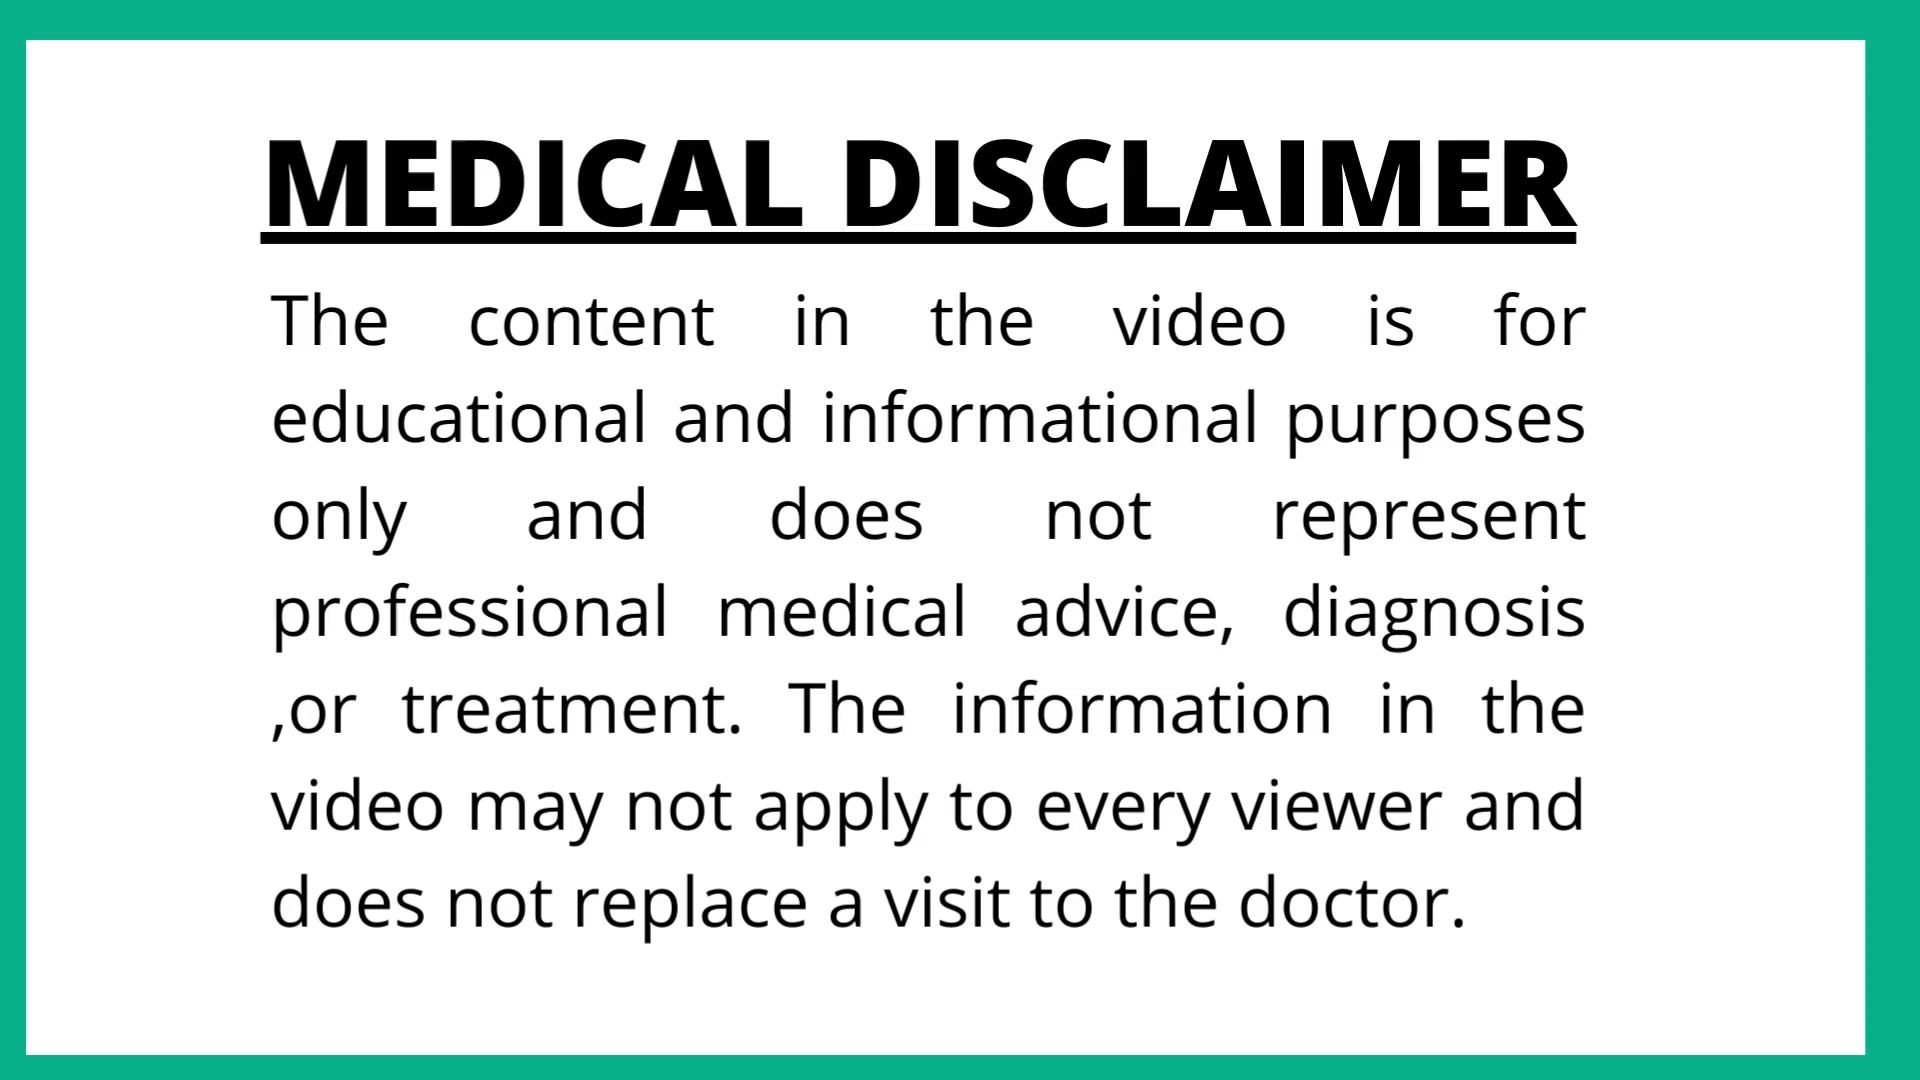 MEDICAL DISCLAIMER
The content in the video is for
educational and informational purposes
only and does not represent
professional medical advice, diagnosis
,or treatment. The information in the
video may not apply to every viewer and
does not replace a visit to the doctor.